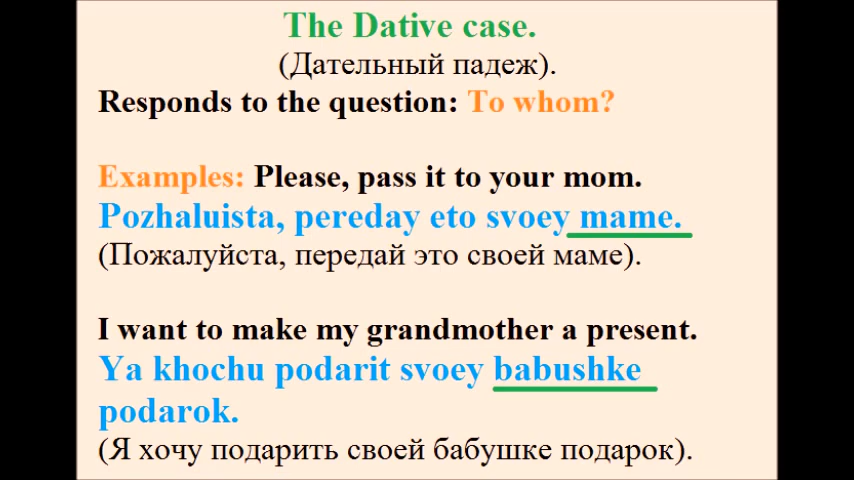 The Dative case.
(Дательный падеж).
Responds to the question: To whom?
Examples: Please, pass it to your mom.
Pozhaluista, pereday eto svoey mame.
(Пожалуйста, передай это своей маме).
I want to make my grandmother a present.
Ya khochu podarit svoey babushke
podarok.
(Я хочу подарить своей бабушке подарок).